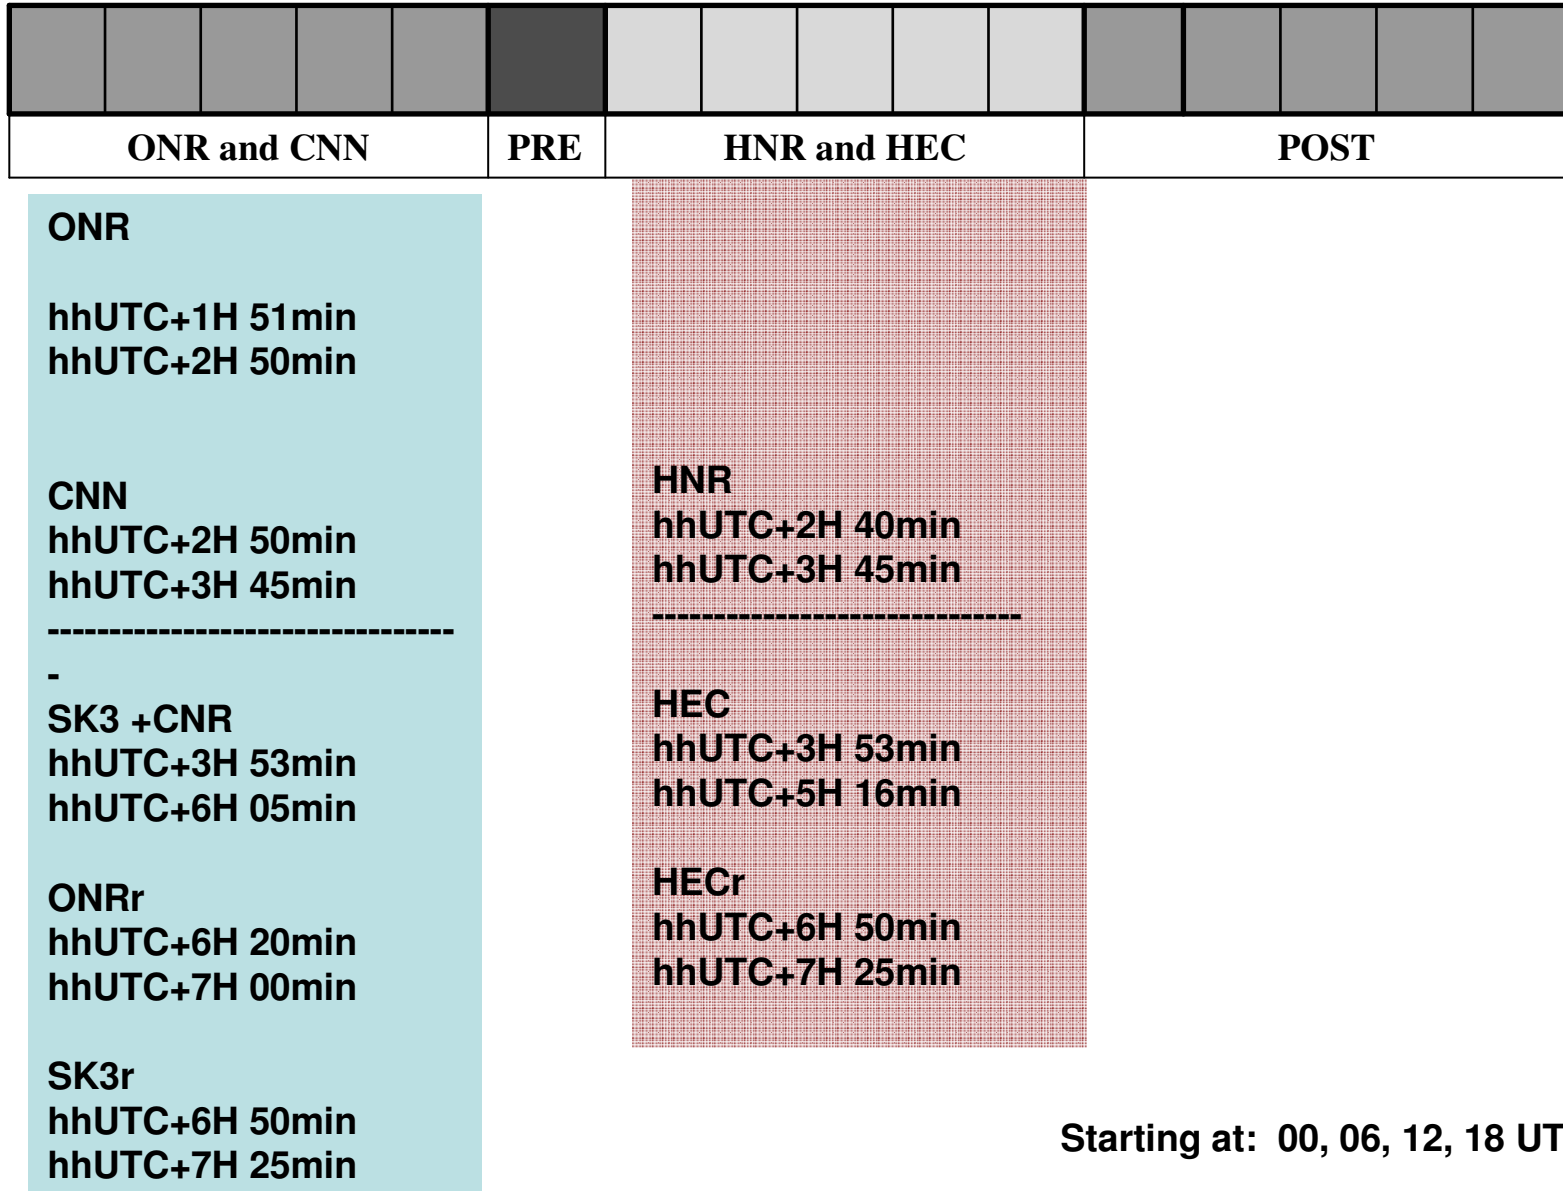 ONR and CNN
PRE
HNR and HEC
POST
ONR
hhUTC+1H 51min
hhUTC+2H 50min
CNN
hhUTC+2H 50min
hhUTC+3H 45min
---------------------------------
-
SK3 +CNR
hhUTC+3H 53min
hhUTC+6H 05min
ONRr
hhUTC+6H 20min
hhUTC+7H 00min
SK3r
hhUTC+6H 50min
hhUTC+7H 25min
HNR
hhUTC+2H 40min
hhUTC+3H 45min
------------------------------
HEC
hhUTC+3H 53min
hhUTC+5H 16min
HECr
hhUTC+6H 50min
hhUTC+7H 25min
Starting at:  00, 06, 12, 18 UT